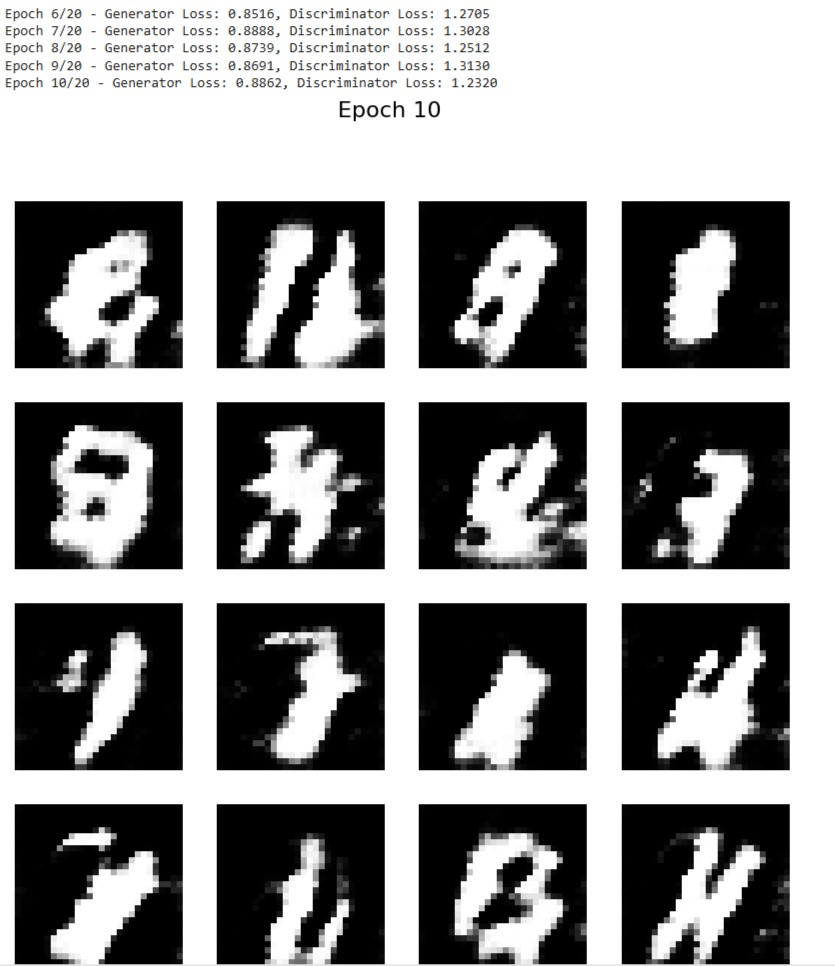 Epoch 6/20 - Generator Loss: 0.8516, Discriminator Loss: 1.2705
Epoch 7/20 - Generator Loss: 0.8888, Discriminator Loss: 1.3028
Epoch 8/20 - Generator Loss: 0.8739, Discriminator Loss: 1.2512
Epoch 9/20 - Generator Loss: 0.8691, Discriminator Loss: 1.3130
Epoch 10/20 - Generator Loss: 0.8862, Discriminator Loss: 1.2320
Epoch 10